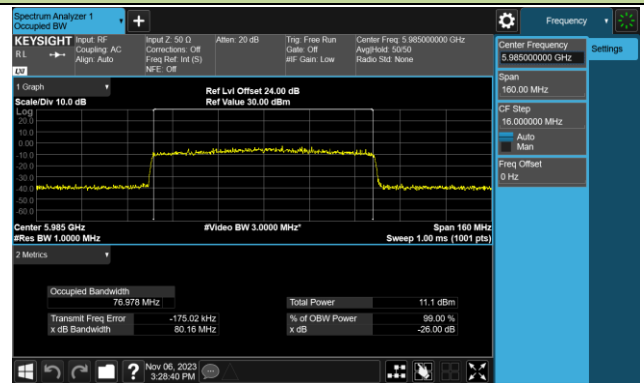 Spectrum Analyzer 1
Occupied BW
Frequency
KEYSIGHT
RL
Input: RF
Coupling: AC
Align: Auto
Input Z: 50 Ω
Corrections: Off
Freq Ref: Int (S)
NFE: Off
Atten: 20 dB
Trig: Free Run
Gate: Off
#IF Gain: Low
Center Freq: 5.985000000 GHz
Avg|Hold: 50/50
Radio Std: None
LXI
Center Frequency
5.985000000 GHz
Settings
Span
160.00 MHz
CF Step
16.000000 MHz
Auto
Man
Freq Offset
0 Hz
1 Graph
Scale/Div 10.0 dB
Ref Lvl Offset 24.00 dB
Ref Value 30.00 dBm
Log
20.0
10.0
0.00
-10.0
-20.0
-30.0
-40.0
-50.0
-60.0
Center 5.985 GHz
#Video BW 3.0000 MHz*
Span 160 MHz
#Res BW 1.0000 MHz
Sweep 1.00 ms (1001 pts)
2 Metrics
Occupied Bandwidth
76.978 MHz
Total Power 11.1 dBm
Transmit Freq Error -175.02 kHz
% of OBW Power 99.00 %
x dB Bandwidth 80.16 MHz
x dB -26.00 dB
?
Nov 06, 2023
3:28:40 PM